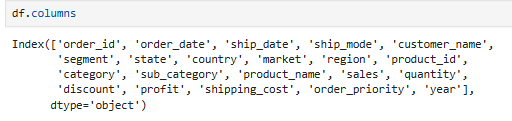 df.columns
Index(['order_id', 'order_date', 'ship_date', 'ship_mode', 'customer_name',
'segment', 'state', 'country', 'market', 'region', 'product_id',
'category', 'sub_category', 'product_name', 'sales', 'quantity',
'discount', 'profit', 'shipping_cost', 'order_priority', 'year'],
dtype='object')